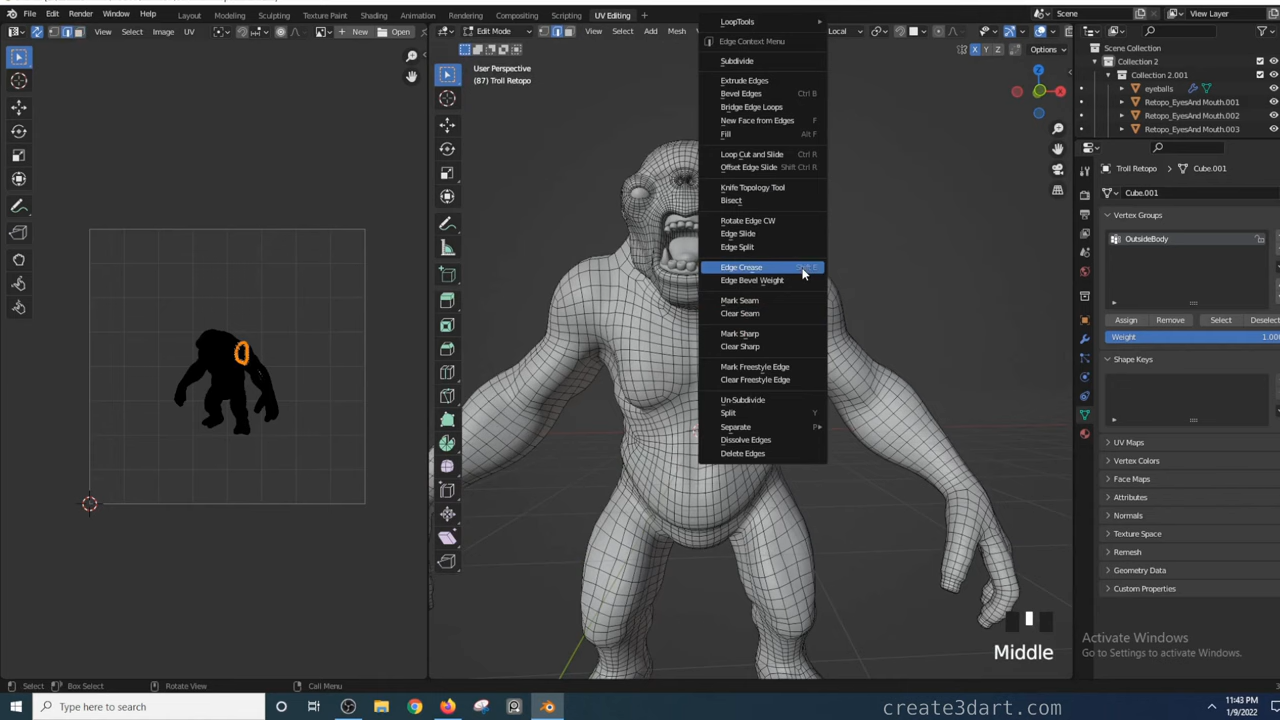 File Edit Render Window Help Layout Modeling Sculpting Texture Paint Shading Animation Rendering Compositing Scripting UV Editing Scene View Layer
View Select Image UV New Open Edit Mode View Select Add Mesh Local
Options
X Y Z
User Perspective
(87) Troll Retopo
LoopTools
Edge Context Menu
Subdivide
Extrude Edges
Bevel Edges Ctrl B
Bridge Edge Loops
New Face from Edges F
Fill Alt F
Loop Cut and Slide Ctrl R
Offset Edge Slide Shift Ctrl R
Knife Topology Tool
Bisect
Rotate Edge CW
Edge Slide
Edge Split
Edge Crease Shift E
Edge Bevel Weight
Mark Seam
Clear Seam
Mark Sharp
Clear Sharp
Mark Freestyle Edge
Clear Freestyle Edge
Un-Subdivide
Split Y
Separate P
Dissolve Edges
Delete Edges
Scene Collection
Collection 2
Collection 2.001
eyeballs
Retopo_EyesAnd Mouth.001
Retopo_EyesAnd Mouth.002
Retopo_EyesAnd Mouth.003
Troll Retopo Cube.001
Cube.001
Vertex Groups
OutsideBody
Assign Remove Select Deselect
Weight 1.00
Shape Keys
UV Maps
Vertex Colors
Face Maps
Attributes
Normals
Texture Space
Remesh
Geometry Data
Custom Properties
Middle
Activate Windows
Go to Settings to activate Windows.
Select Box Select Rotate View Call Menu
Type here to search
11:43 PM
1/9/2022
create3dart.com